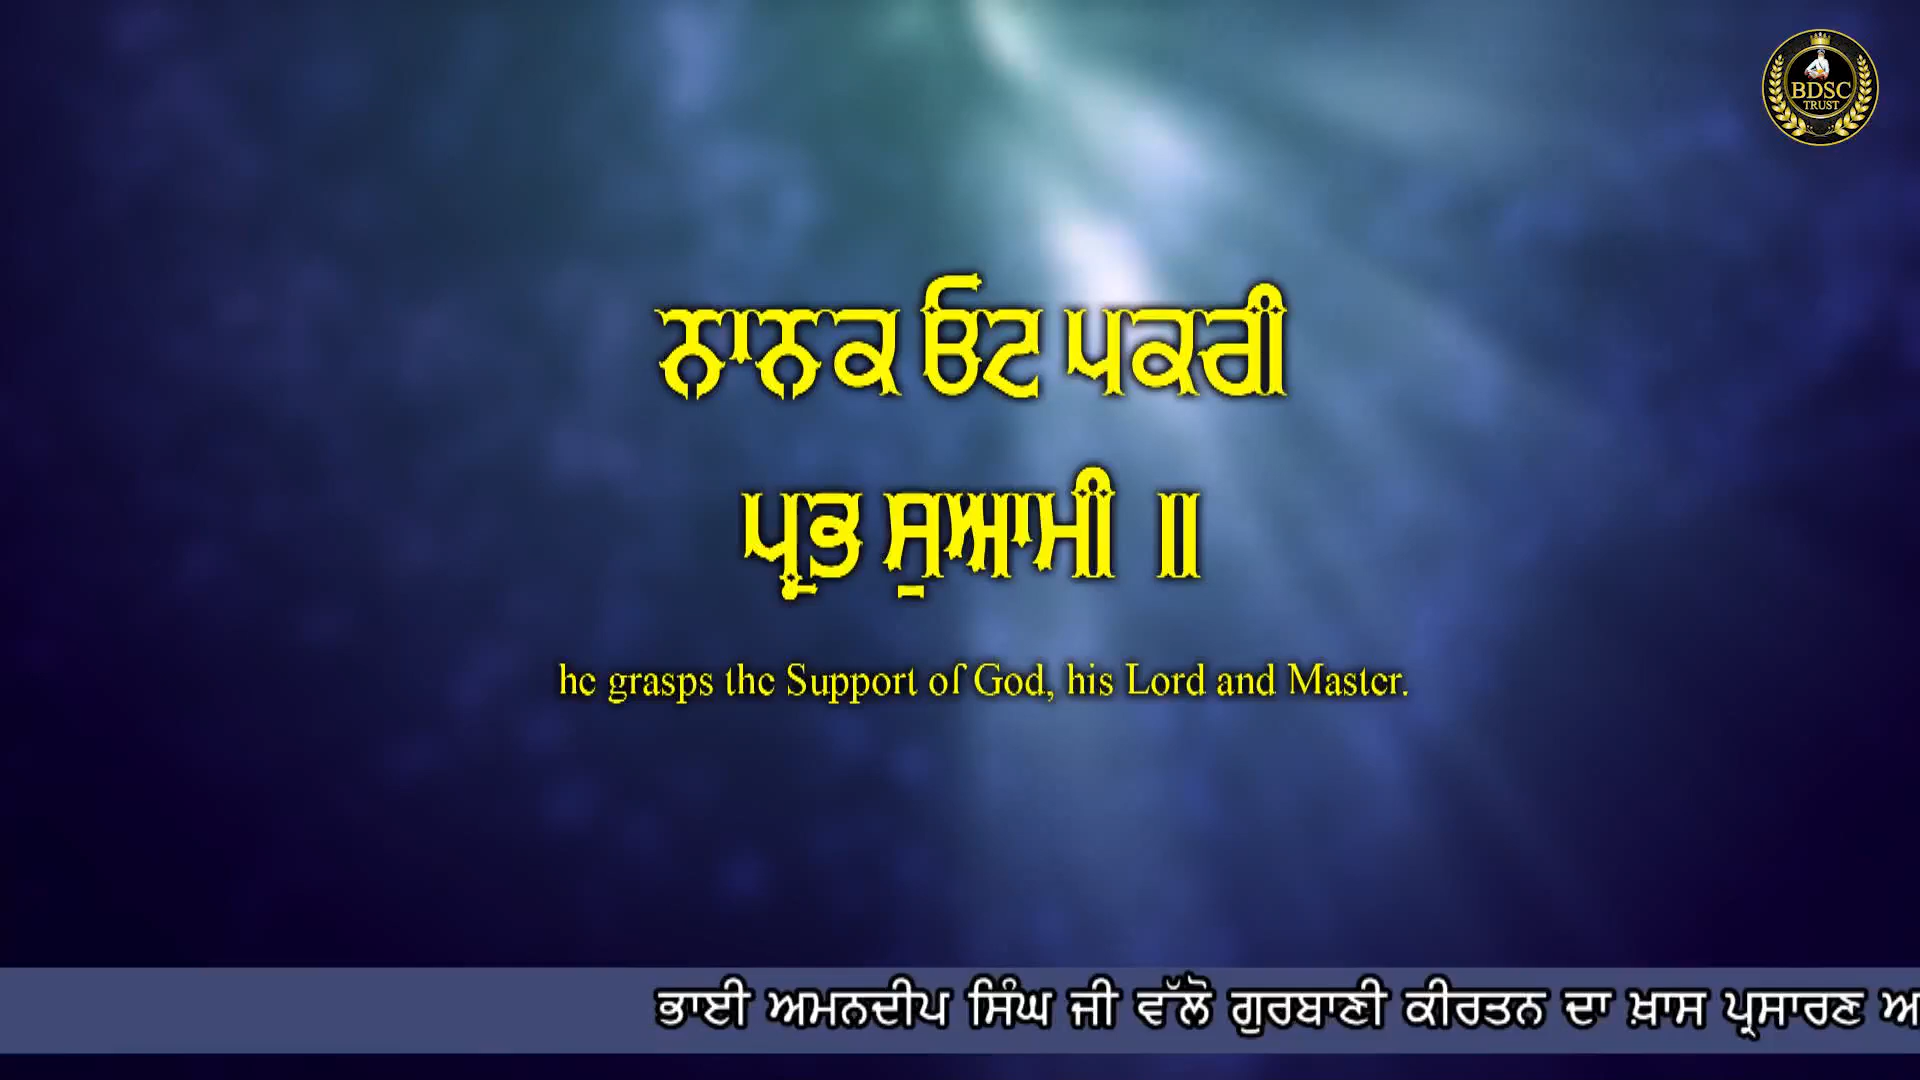 BDSC
TRUST
ਨਾਨਕ ਓਟ ਪਕਰੀ
ਪ੍ਰਭ ਸੁਆਮੀ ॥
he grasps the Support of God, his Lord and Master.
ਭਾਈ ਅਮਨਦੀਪ ਸਿੰਘ ਜੀ ਵੱਲੋ ਗੁਰਬਾਣੀ ਕੀਰਤਨ ਦਾ ਖ਼ਾਸ ਪ੍ਰਸਾਰਣ